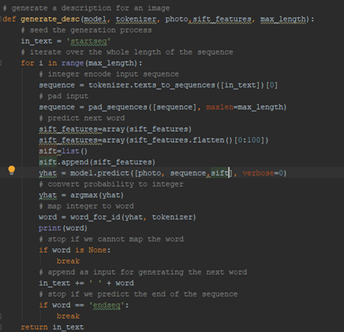 # generate a description for an image
def generate_desc(model, tokenizer, photo,sift_features, max_length):
# seed the generation process
in_text = 'startseq'
# iterate over the whole length of the sequence
for i in range(max_length):
# integer encode input sequence
sequence = tokenizer.texts_to_sequences([in_text])[0]
# pad input
sequence = pad_sequences([sequence], maxlen=max_length)
# predict next word
sift_features=array(sift_features)
sift_features=array(sift_features.flatten()[0:100])
sift=list()
sift.append(sift_features)
yhat = model.predict([photo, sequence,sift], verbose=0)
# convert probability to integer
yhat = argmax(yhat)
# map integer to word
word = word_for_id(yhat, tokenizer)
print(word)
# stop if we cannot map the word
if word is None:
break
# append as input for generating the next word
in_text += ' ' + word
# stop if we predict the end of the sequence
if word == 'endseq':
break
return in_text